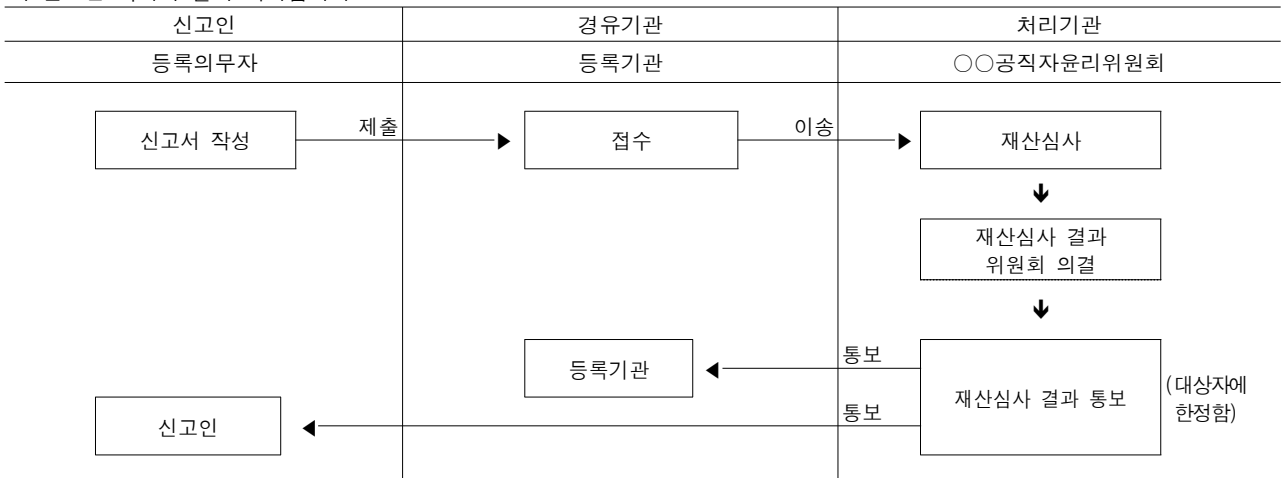 신고인 경유기관 처리기관
등록의무자 등록기관 ○○공직자윤리위원회
신고서 작성 제출 접수 이송 재산심사
재산심사 결과
위원회 의결
등록기관 통보
재산심사 결과 통보 (대상자에
한정함)
신고인 통보